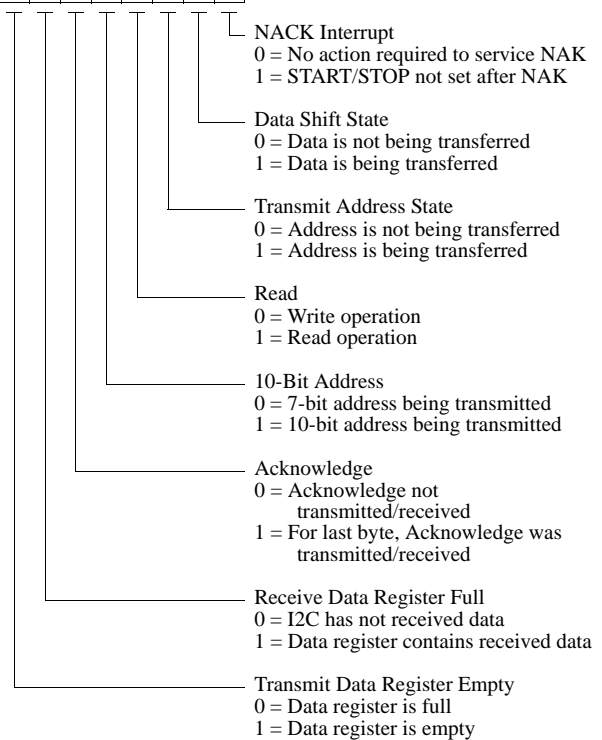 NACK Interrupt
0 = No action required to service NAK
1 = START/STOP not set after NAK
Data Shift State
0 = Data is not being transferred
1 = Data is being transferred
Transmit Address State
0 = Address is not being transferred
1 = Address is being transferred
Read
0 = Write operation
1 = Read operation
10-Bit Address
0 = 7-bit address being transmitted
1 = 10-bit address being transmitted
Acknowledge
0 = Acknowledge not
transmitted/received
1 = For last byte, Acknowledge was
transmitted/received
Receive Data Register Full
0 = I2C has not received data
1 = Data register contains received data
Transmit Data Register Empty
0 = Data register is full
1 = Data register is empty